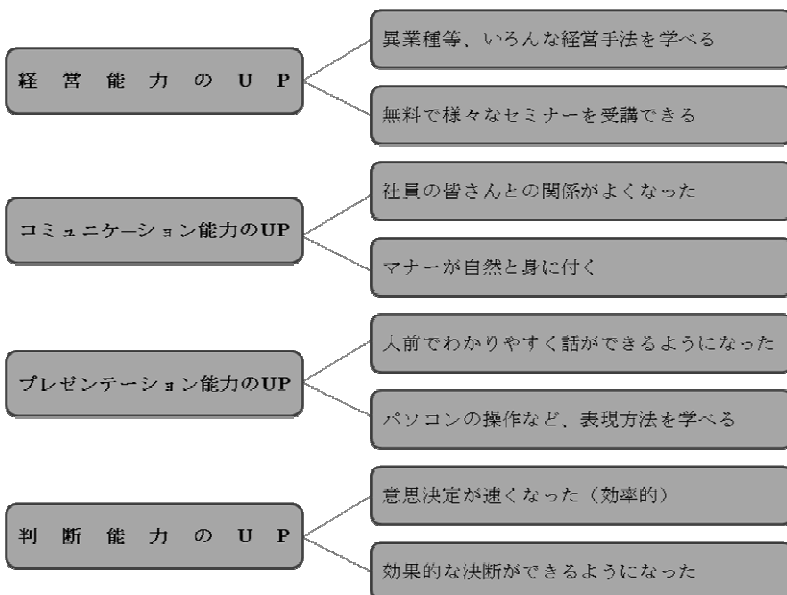 経営能力のUP
異業種等、いろんな経営手法を学べる
無料で様々なセミナーを受講できる
コミュニケーション能力のUP
社員の皆さんとの関係がよくなった
マナーが自然と身に付く
プレゼンテーション能力のUP
人前でわかりやすく話ができるようになった
パソコンの操作など、表現方法を学べる
判断能力のUP
意思決定が速くなった（効率的）
効果的な決断ができるようになった